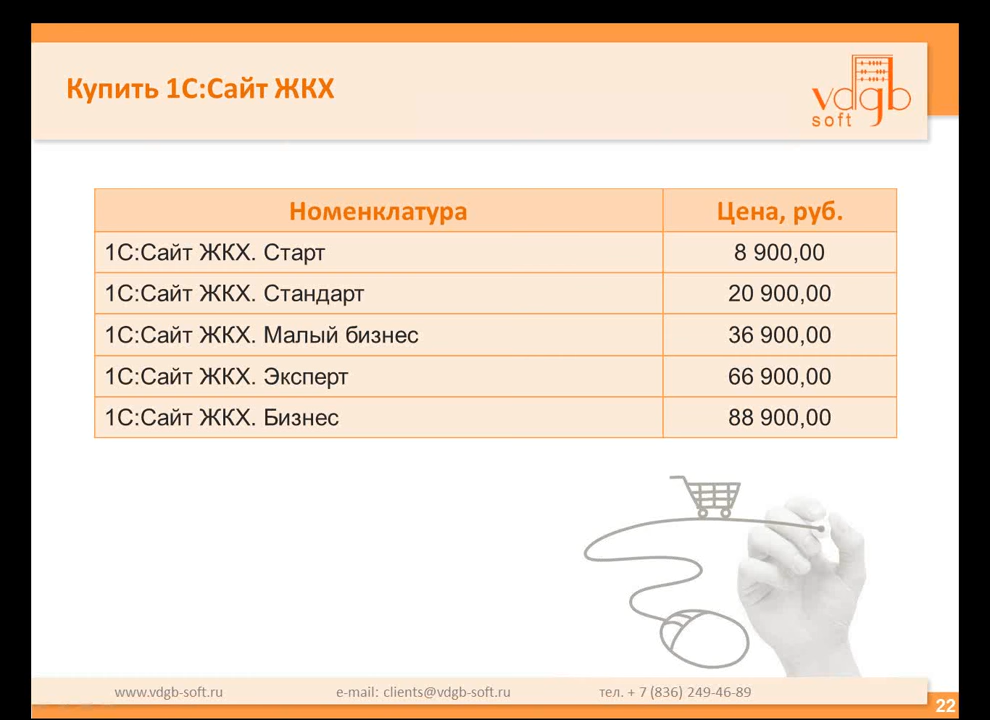 Купить 1С:Сайт ЖКХ
vdgb
soft
Номенклатура Цена, руб.
1С:Сайт ЖКХ. Старт 8 900,00
1С:Сайт ЖКХ. Стандарт 20 900,00
1С:Сайт ЖКХ. Малый бизнес 36 900,00
1С:Сайт ЖКХ. Эксперт 66 900,00
1С:Сайт ЖКХ. Бизнес 88 900,00
www.vdgb-soft.ru e-mail: clients@vdgb-soft.ru тел. + 7 (836) 249-46-89
22